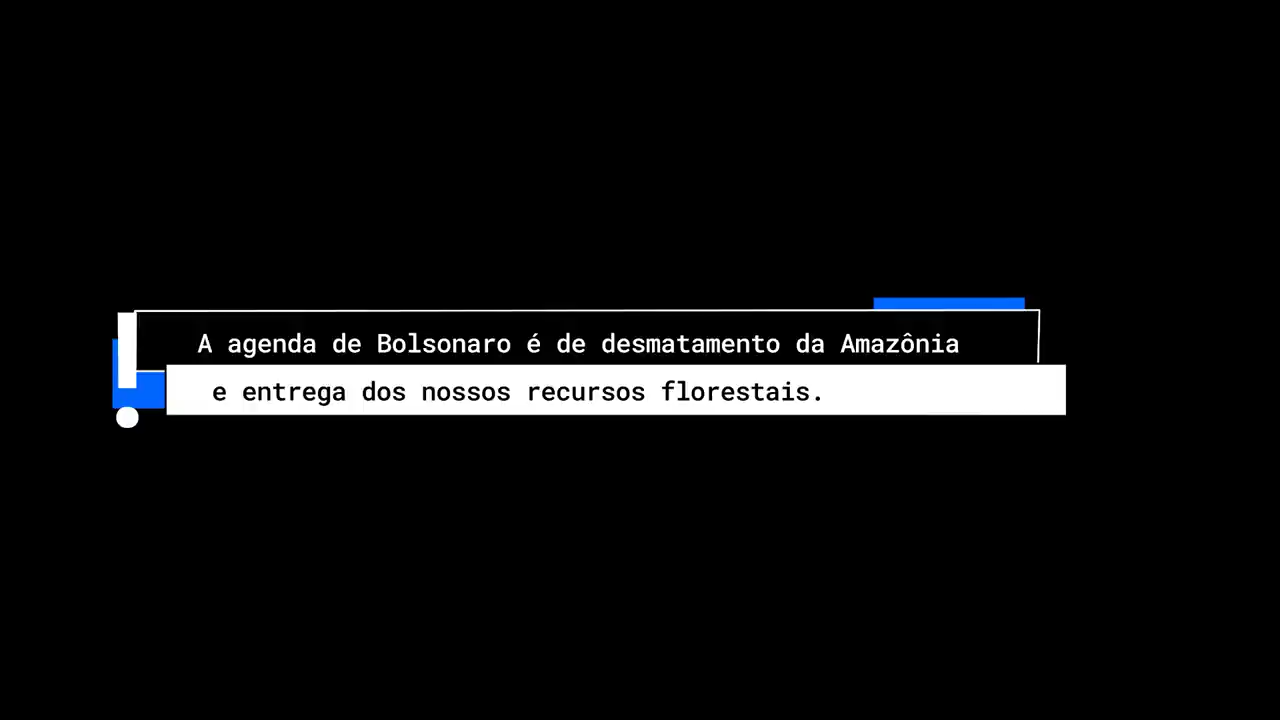 A agenda de Bolsonaro é de desmatamento da Amazônia
e entrega dos nossos recursos florestais.